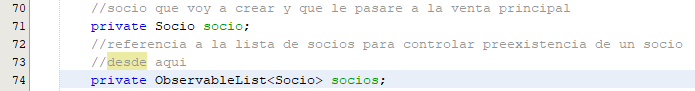 70 //socio que voy a crear y que le pasare a la venta principal
71 private Socio socio;
72 //referencia a la lista de socios para controlar preexistencia de un socio
73 //desde aqui
74 private ObservableList<Socio> socios;